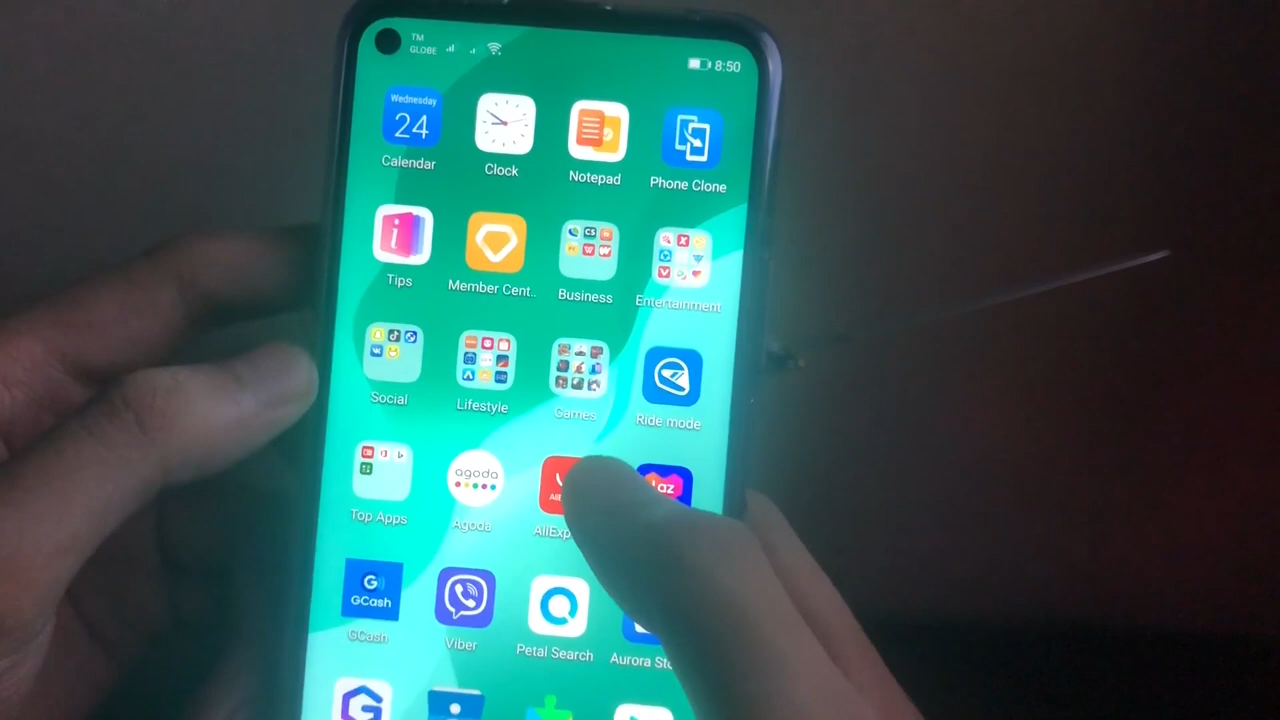 TM
GLOBE
8:50
Wednesday
24
Calendar
Clock
Notepad
Phone Clone
i
Tips
Member Cent..
CS
Business
Entertainment
Social
Lifestyle
Games
Ride mode
Top Apps
agoda
Agoda
AliExp
Laz
G
GCash
GCash
Viber
Petal Search
Aurora Sto
G